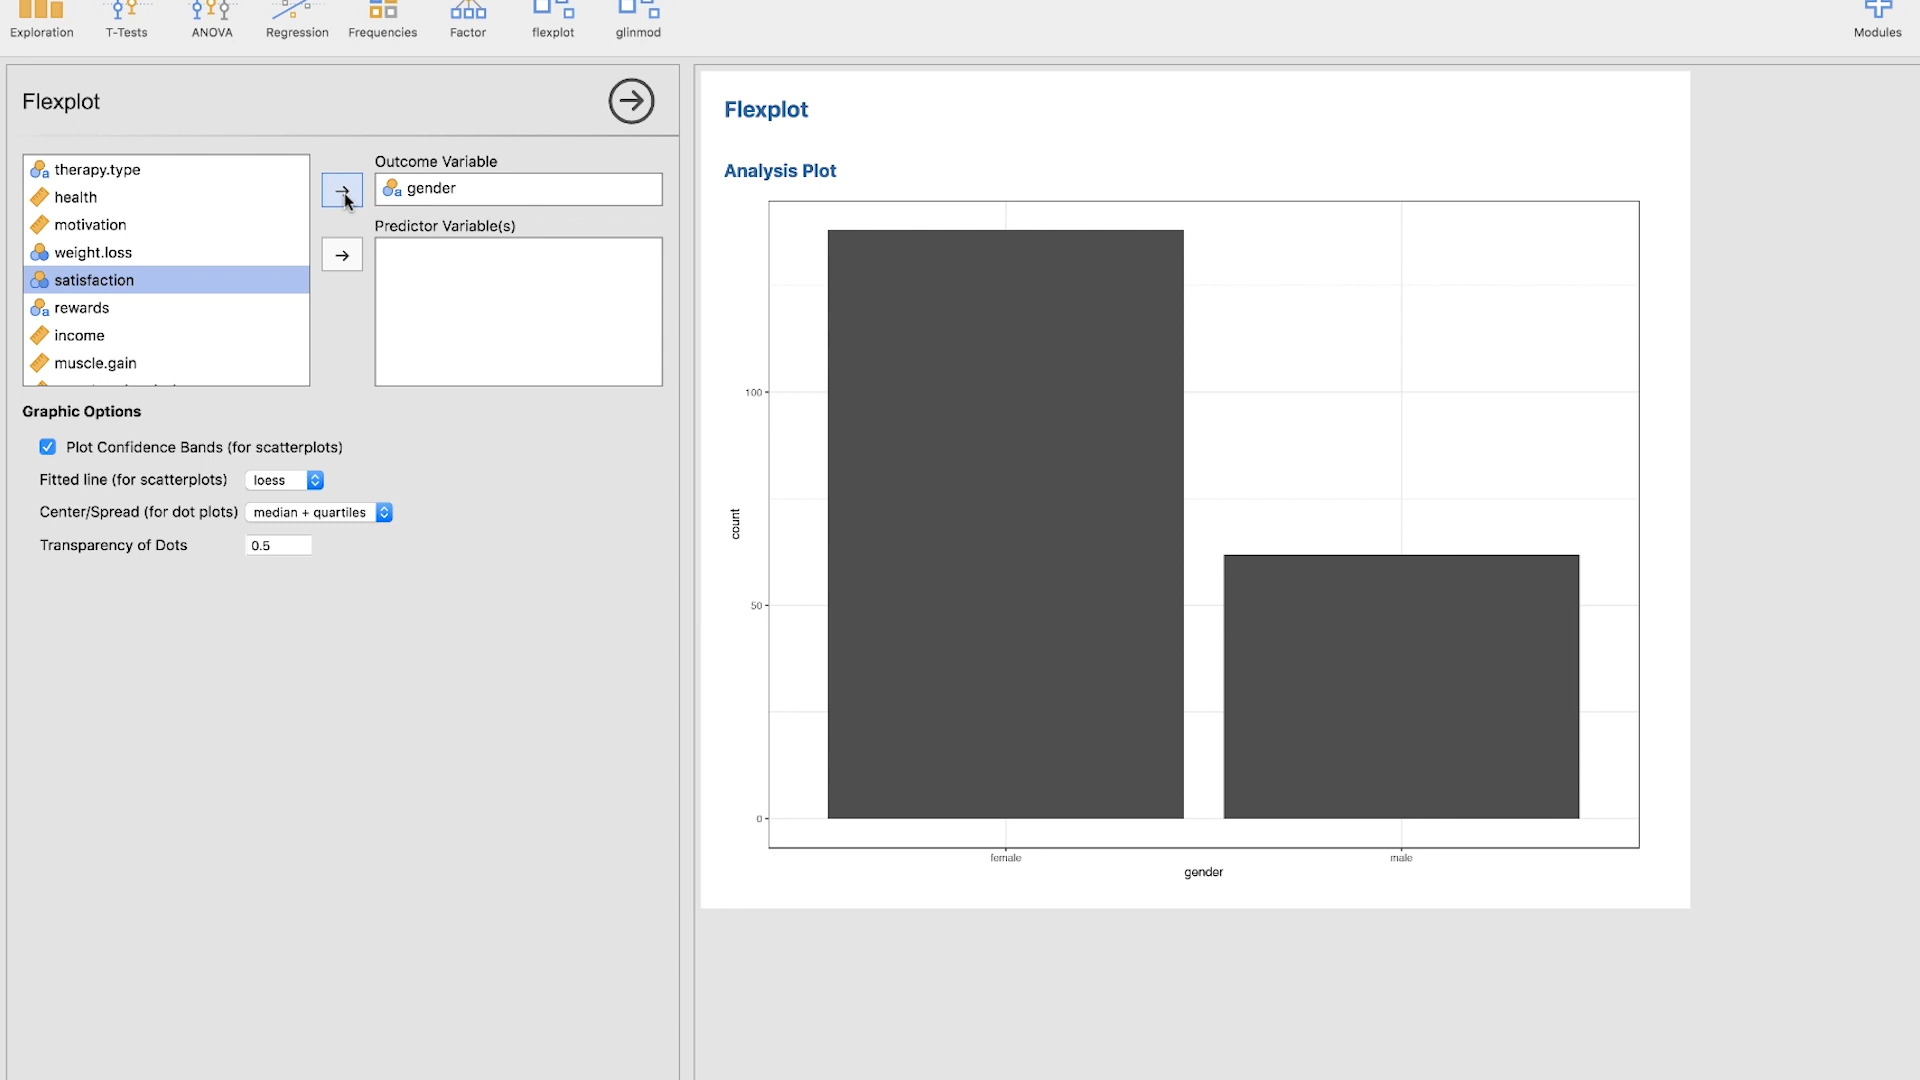 Exploration T-Tests ANOVA Regression Frequencies Factor flexplot glinmod Modules
Flexplot
therapy.type
health
motivation
weight.loss
satisfaction
rewards
income
muscle.gain
Outcome Variable
gender
Predictor Variable(s)
Graphic Options
Plot Confidence Bands (for scatterplots)
Fitted line (for scatterplots) loess
Center/Spread (for dot plots) median + quartiles
Transparency of Dots 0.5
Flexplot
Analysis Plot
100
50
0
count
female male
gender